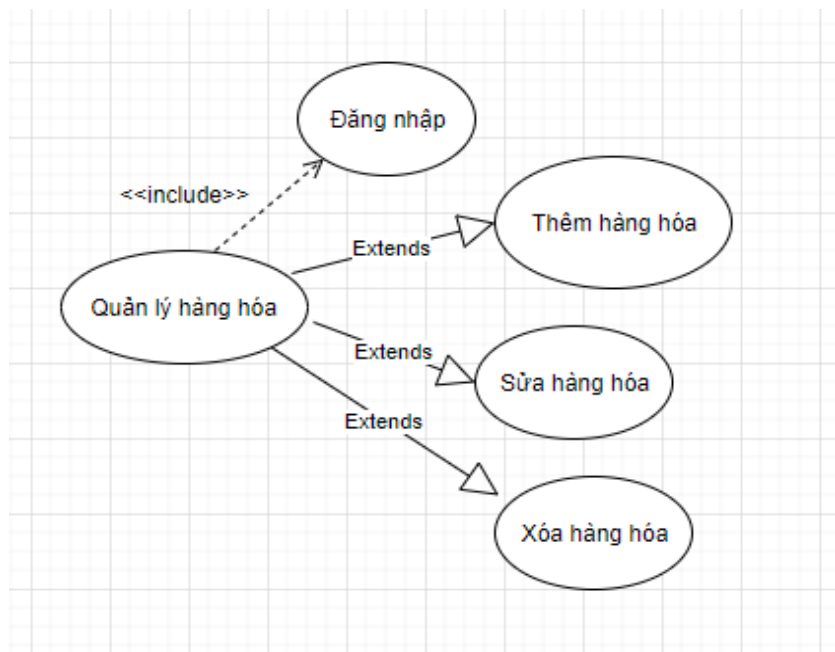 Đăng nhập
<<include>>
Thêm hàng hóa
Extends
Quản lý hàng hóa
Extends
Sửa hàng hóa
Extends
Xóa hàng hóa